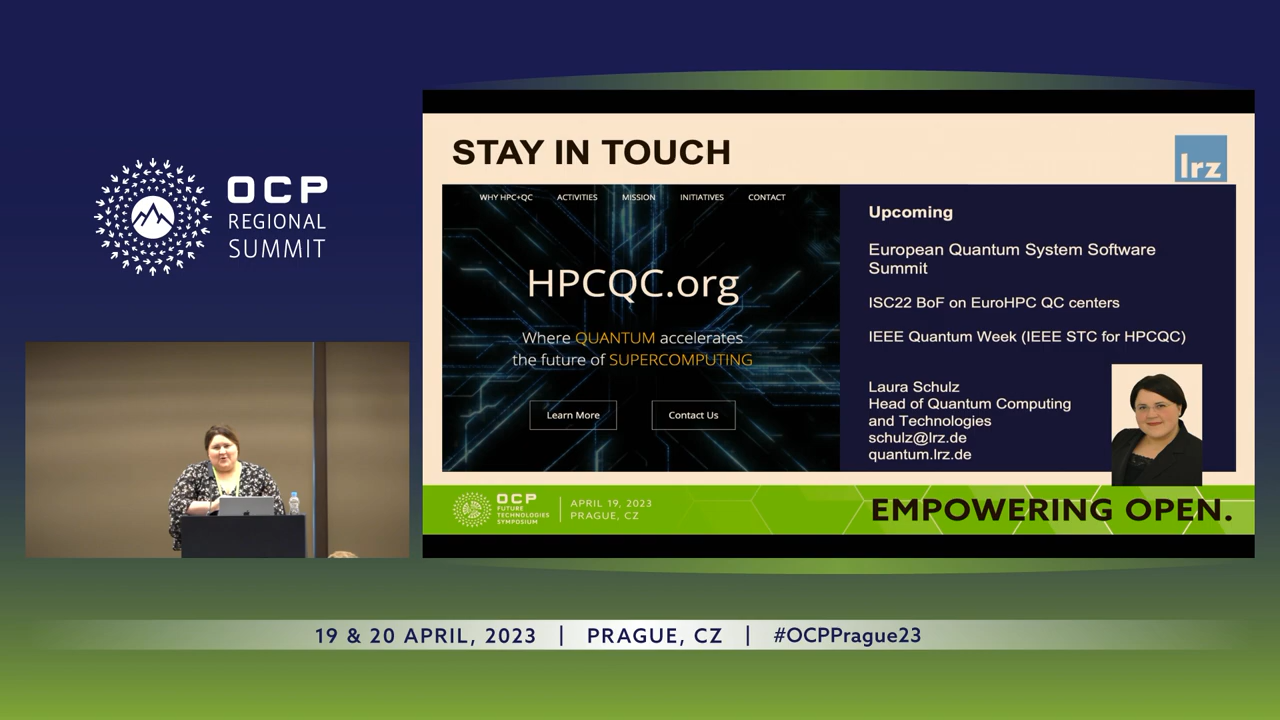 OCP
REGIONAL
SUMMIT
STAY IN TOUCH
lrz
WHY HPC+QC ACTIVITIES MISSION INITIATIVES CONTACT
HPCQC.org
Where QUANTUM accelerates
the future of SUPERCOMPUTING
Learn More Contact Us
Upcoming
European Quantum System Software
Summit
ISC22 BoF on EuroHPC QC centers
IEEE Quantum Week (IEEE STC for HPCQC)
Laura Schulz
Head of Quantum Computing
and Technologies
schulz@lrz.de
quantum.lrz.de
OCP
FUTURE
TECHNOLOGIES
SYMPOSIUM
APRIL 19, 2023
PRAGUE, CZ
EMPOWERING OPEN.
19 & 20 APRIL, 2023 | PRAGUE, CZ | #OCPPrague23